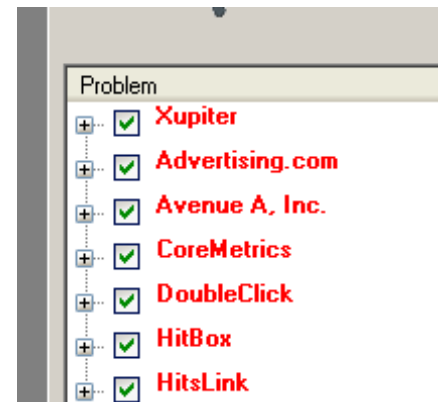 Problem
Xupiter
Advertising.com
Avenue A, Inc.
CoreMetrics
DoubleClick
HitBox
HitsLink